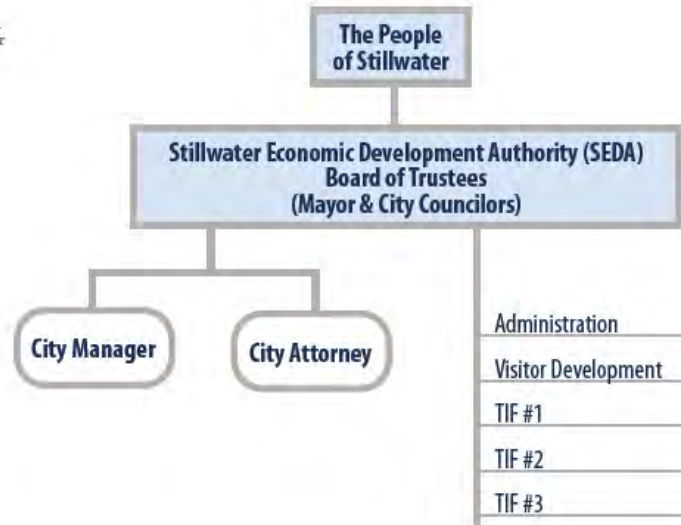 The People
of Stillwater
Stillwater Economic Development Authority (SEDA)
Board of Trustees
(Mayor & City Councilors)
City Manager
City Attorney
Administration
Visitor Development
TIF #1
TIF #2
TIF #3